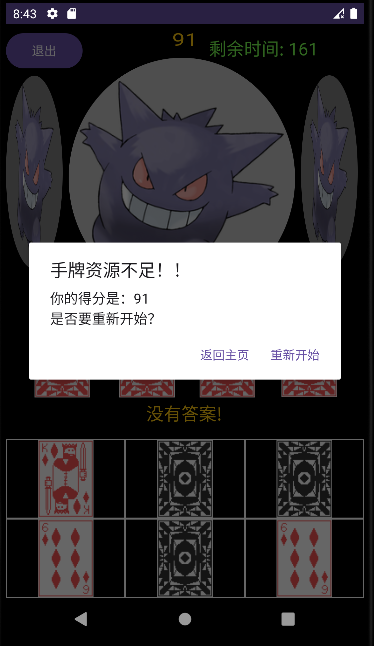 8:43
退出
91
剩余时间: 161
手牌资源不足！!
你的得分是：91
是否要重新开始？
返回主页
重新开始
没有答案!
K
K
6
6
6
6